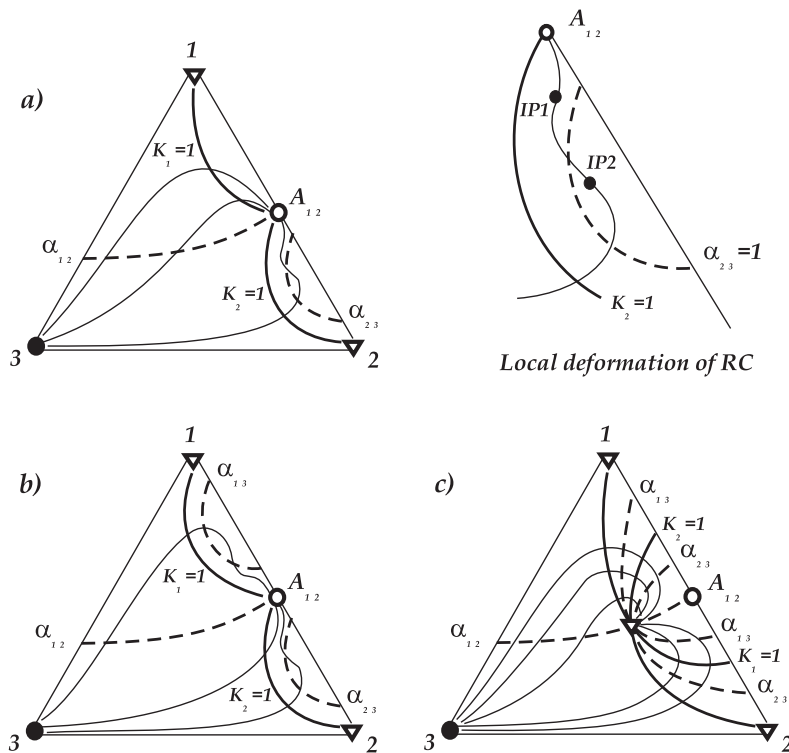 a)
1
K₁=1
A₁₂
α₁₂
K₂=1
α₂₃
3
2
A₁₂
IP1
IP2
α₂₃=1
K₂=1
Local deformation of RC
b)
1
α₁₃
K₁=1
A₁₂
α₁₂
K₂=1
α₂₃
3
2
c)
1
α₁₃
K₂=1
α₂₃
A₁₂
α₁₂
α₁₃
K₁=1
α₂₃
3
2